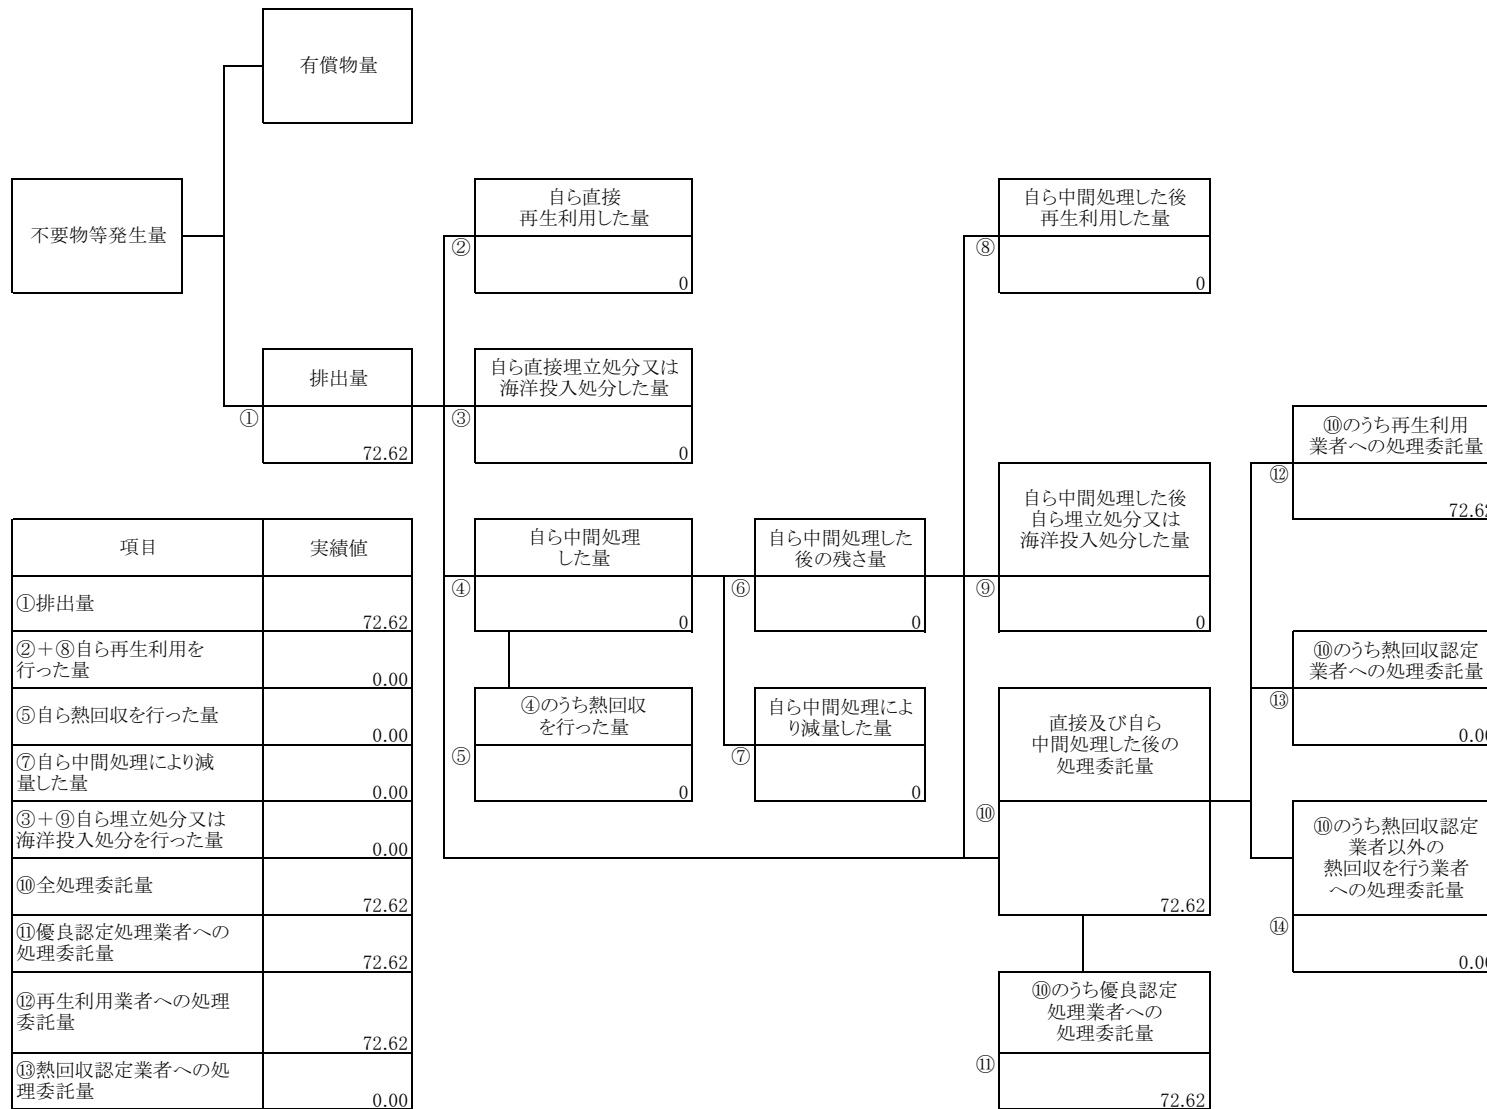 有償物量
不要物等発生量
排出量
①
72.62
自ら直接
再生利用した量
②
0
自ら直接埋立処分又は
海洋投入処分した量
③
0
自ら中間処理
した量
④
0
④のうち熱回収
を行った量
⑤
0
自ら中間処理した
後の残さ量
⑥
0
自ら中間処理によ
り減量した量
⑦
0
自ら中間処理した後
再生利用した量
⑧
0
自ら中間処理した後
自ら埋立処分又は
海洋投入処分した量
⑨
0
直接及び自ら
中間処理した後の
処理委託量
⑩
72.62
⑩のうち優良認定
処理業者への
処理委託量
⑪
72.62
⑩のうち再生利用
業者への処理委託量
⑫
72.62
⑩のうち熱回収認定
業者への処理委託量
⑬
0.00
⑩のうち熱回収認定
業者以外の
熱回収を行う業者
への処理委託量
⑭
0.00
項目 実績値
①排出量 72.62
②＋⑧自ら再生利用を
行った量 0.00
⑤自ら熱回収を行った量 0.00
⑦自ら中間処理により減
量した量 0.00
③＋⑨自ら埋立処分又は
海洋投入処分を行った量 0.00
⑩全処理委託量 72.62
⑪優良認定処理業者への
処理委託量 72.62
⑫再生利用業者への処理
委託量 72.62
⑬熱回収認定業者への処
理委託量 0.00